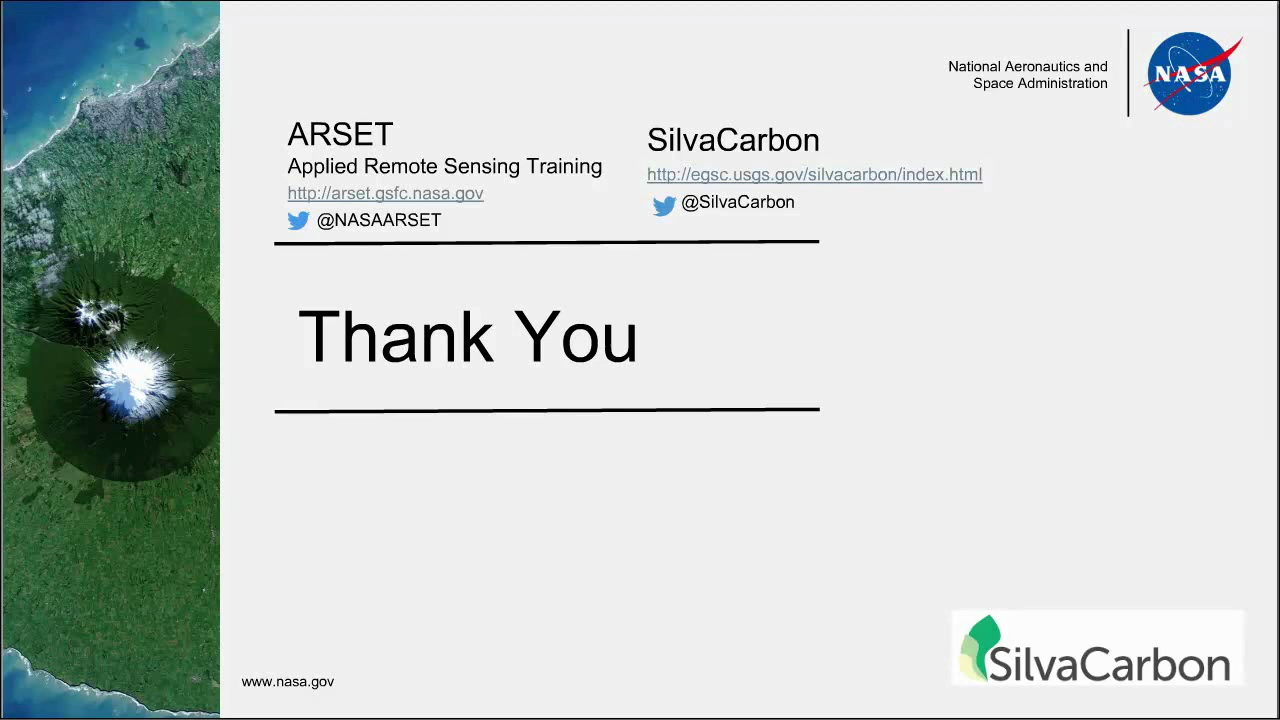 National Aeronautics and
Space Administration
NASA
ARSET
Applied Remote Sensing Training
http://arset.gsfc.nasa.gov
@NASAARSET
SilvaCarbon
http://egsc.usgs.gov/silvacarbon/index.html
@SilvaCarbon
Thank You
www.nasa.gov
SilvaCarbon